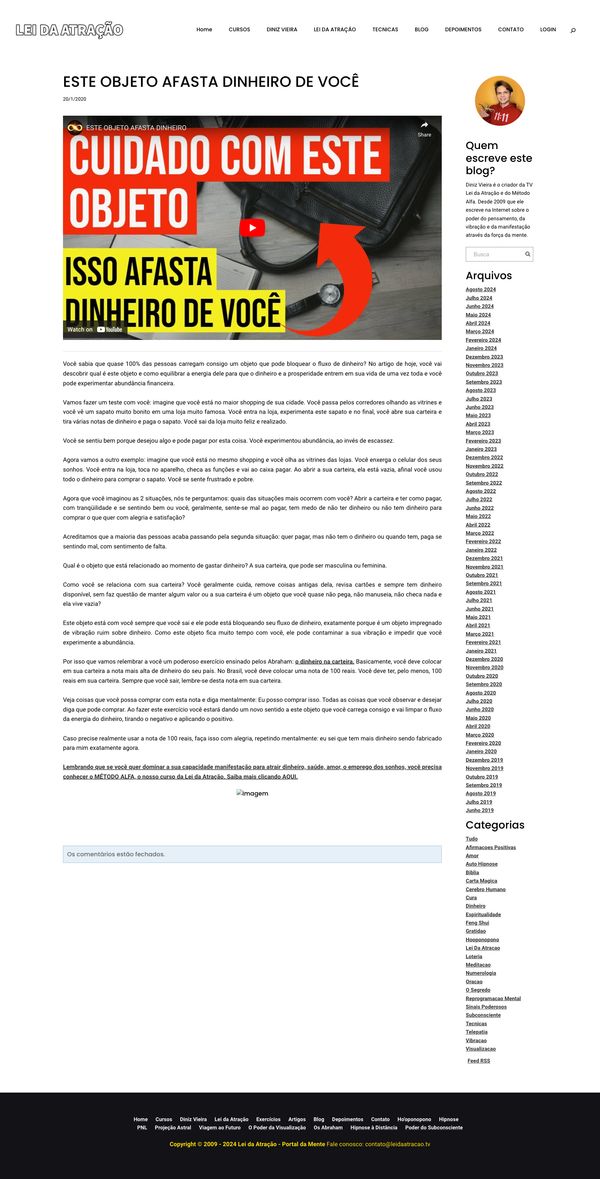 LEI DA ATRAÇÃO
Home CURSOS DINIZ VIEIRA LEI DA ATRAÇÃO TECNICAS BLOG DEPOIMENTOS CONTATO LOGIN
ESTE OBJETO AFASTA DINHEIRO DE VOCÊ
20/1/2020
ESTE OBJETO AFASTA DINHEIRO
Share
CUIDADO COM ESTE
OBJETO
ISSO AFASTA
DINHEIRO DE VOCÊ
Watch on YouTube
Você sabia que quase 100% das pessoas carregam consigo um objeto que pode bloquear o fluxo de dinheiro? No artigo de hoje, você vai
descobrir qual é este objeto e como equilibrar a energia dele para que o dinheiro e a prosperidade entrem em sua vida de uma vez toda e você
pode experimentar abundância financeira.
Vamos fazer um teste com você: imagine que você está no maior shopping de sua cidade. Você passa pelos corredores olhando as vitrines e
você vê um sapato muito bonito em uma loja muito famosa. Você entra na loja, experimenta este sapato e no final, você abre sua carteira e
tira várias notas de dinheiro e paga o sapato. Você sai da loja muito feliz e realizado.
Você se sentiu bem porque desejou algo e pode pagar por esta coisa. Você experimentou abundância, ao invés de escassez.
Agora vamos a outro exemplo: imagine que você está no mesmo shopping e você olha as vitrines das lojas. Você enxerga o celular dos seus
sonhos. Você entra na loja, toca no aparelho, checa as funções e vai ao caixa pagar. Ao abrir a sua carteira, ela está vazia, afinal você usou
todo o dinheiro para comprar o sapato. Você se sente frustrado e pobre.
Agora que você imaginou as 2 situações, nós te perguntamos: quais das situações mais ocorrem com você? Abrir a carteira e ter como pagar,
com tranqüilidade e se sentindo bem ou você, geralmente, sente-se mal ao pagar, tem medo de não ter dinheiro ou não tem dinheiro para
comprar o que quer com alegria e satisfação?
Acreditamos que a maioria das pessoas acaba passando pela segunda situação: quer pagar, mas não tem o dinheiro ou quando tem, paga se
sentindo mal, com sentimento de falta.
Qual é o objeto que está relacionado ao momento de gastar dinheiro? A sua carteira, que pode ser masculina ou feminina.
Como você se relaciona com sua carteira? Você geralmente cuida, remove coisas antigas dela, revisa cartões e sempre tem dinheiro
disponível, sem faz questão de manter algum valor ou a sua carteira é um objeto que você quase não pega, não manuseia, não checa nada e
ela vive vazia?
Este objeto está com você sempre que você sai e ele pode está bloqueando seu fluxo de dinheiro, exatamente porque é um objeto impregnado
de vibração ruim sobre dinheiro. Como este objeto fica muito tempo com você, ele pode contaminar a sua vibração e impedir que você
experimente a abundância.
Por isso que vamos relembrar a você um poderoso exercício ensinado pelos Abraham: o dinheiro na carteira. Basicamente, você deve colocar
em sua carteira a nota mais alta de dinheiro do seu país. No Brasil, você deve colocar uma nota de 100 reais. Você deve ter, pelo menos, 100
reais em sua carteira. Sempre que você sair, lembre-se desta nota em sua carteira.
Veja coisas que você possa comprar com esta nota e diga mentalmente: Eu posso comprar isso. Todas as coisas que você observar e desejar
diga que pode comprar. Ao fazer este exercício você estará dando um novo sentido a este objeto que você carrega consigo e vai limpar o fluxo
da energia do dinheiro, tirando o negativo e aplicando o positivo.
Caso precise realmente usar a nota de 100 reais, faça isso com alegria, repetindo mentalmente: eu sei que tem mais dinheiro sendo fabricado
para mim exatamente agora.
Lembrando que se você quer dominar a sua capacidade manifestação para atrair dinheiro, saúde, amor, o emprego dos sonhos, você precisa
conhecer o MÉTODO ALFA, o nosso curso da Lei da Atração. Saiba mais clicando AQUI.
Imagem
Os comentários estão fechados.
11:11
Quem
escreve este
blog?
Diniz Vieira é o criador da TV
Lei da Atração e do Método
Alfa. Desde 2009 que ele
escreve na Internet sobre o
poder do pensamento, da
vibração e da manifestação
através da força da mente.
Busca
Arquivos
Agosto 2024
Julho 2024
Junho 2024
Maio 2024
Abril 2024
Março 2024
Fevereiro 2024
Janeiro 2024
Dezembro 2023
Novembro 2023
Outubro 2023
Setembro 2023
Agosto 2023
Julho 2023
Junho 2023
Maio 2023
Abril 2023
Março 2023
Fevereiro 2023
Janeiro 2023
Dezembro 2022
Novembro 2022
Outubro 2022
Setembro 2022
Agosto 2022
Julho 2022
Junho 2022
Maio 2022
Abril 2022
Março 2022
Fevereiro 2022
Janeiro 2022
Dezembro 2021
Novembro 2021
Outubro 2021
Setembro 2021
Agosto 2021
Julho 2021
Junho 2021
Maio 2021
Abril 2021
Março 2021
Fevereiro 2021
Janeiro 2021
Dezembro 2020
Novembro 2020
Outubro 2020
Setembro 2020
Agosto 2020
Julho 2020
Junho 2020
Maio 2020
Abril 2020
Março 2020
Fevereiro 2020
Janeiro 2020
Dezembro 2019
Novembro 2019
Outubro 2019
Setembro 2019
Agosto 2019
Julho 2019
Junho 2019
Categorias
Tudo
Afirmacoes Positivas
Amor
Auto Hipnose
Biblia
Carta Magica
Cerebro Humano
Cura
Dinheiro
Espiritualidade
Feng Shui
Gratidao
Hooponopono
Lei Da Atracao
Loteria
Meditacao
Numerologia
Oracao
O Segredo
Reprogramacao Mental
Sinais Poderosos
Subconsciente
Tecnicas
Telepatia
Vibracao
Visualizacao
Feed RSS
Home Cursos Diniz Vieira Lei da Atração Exercícios Artigos Blog Depoimentos Contato Ho'oponopono Hipnose
PNL Projeção Astral Viagem ao Futuro O Poder da Visualização Os Abraham Hipnose à Distância Poder do Subconsciente
Copyright © 2009 - 2024 Lei da Atração - Portal da Mente Fale conosco: contato@leidaatracao.tv